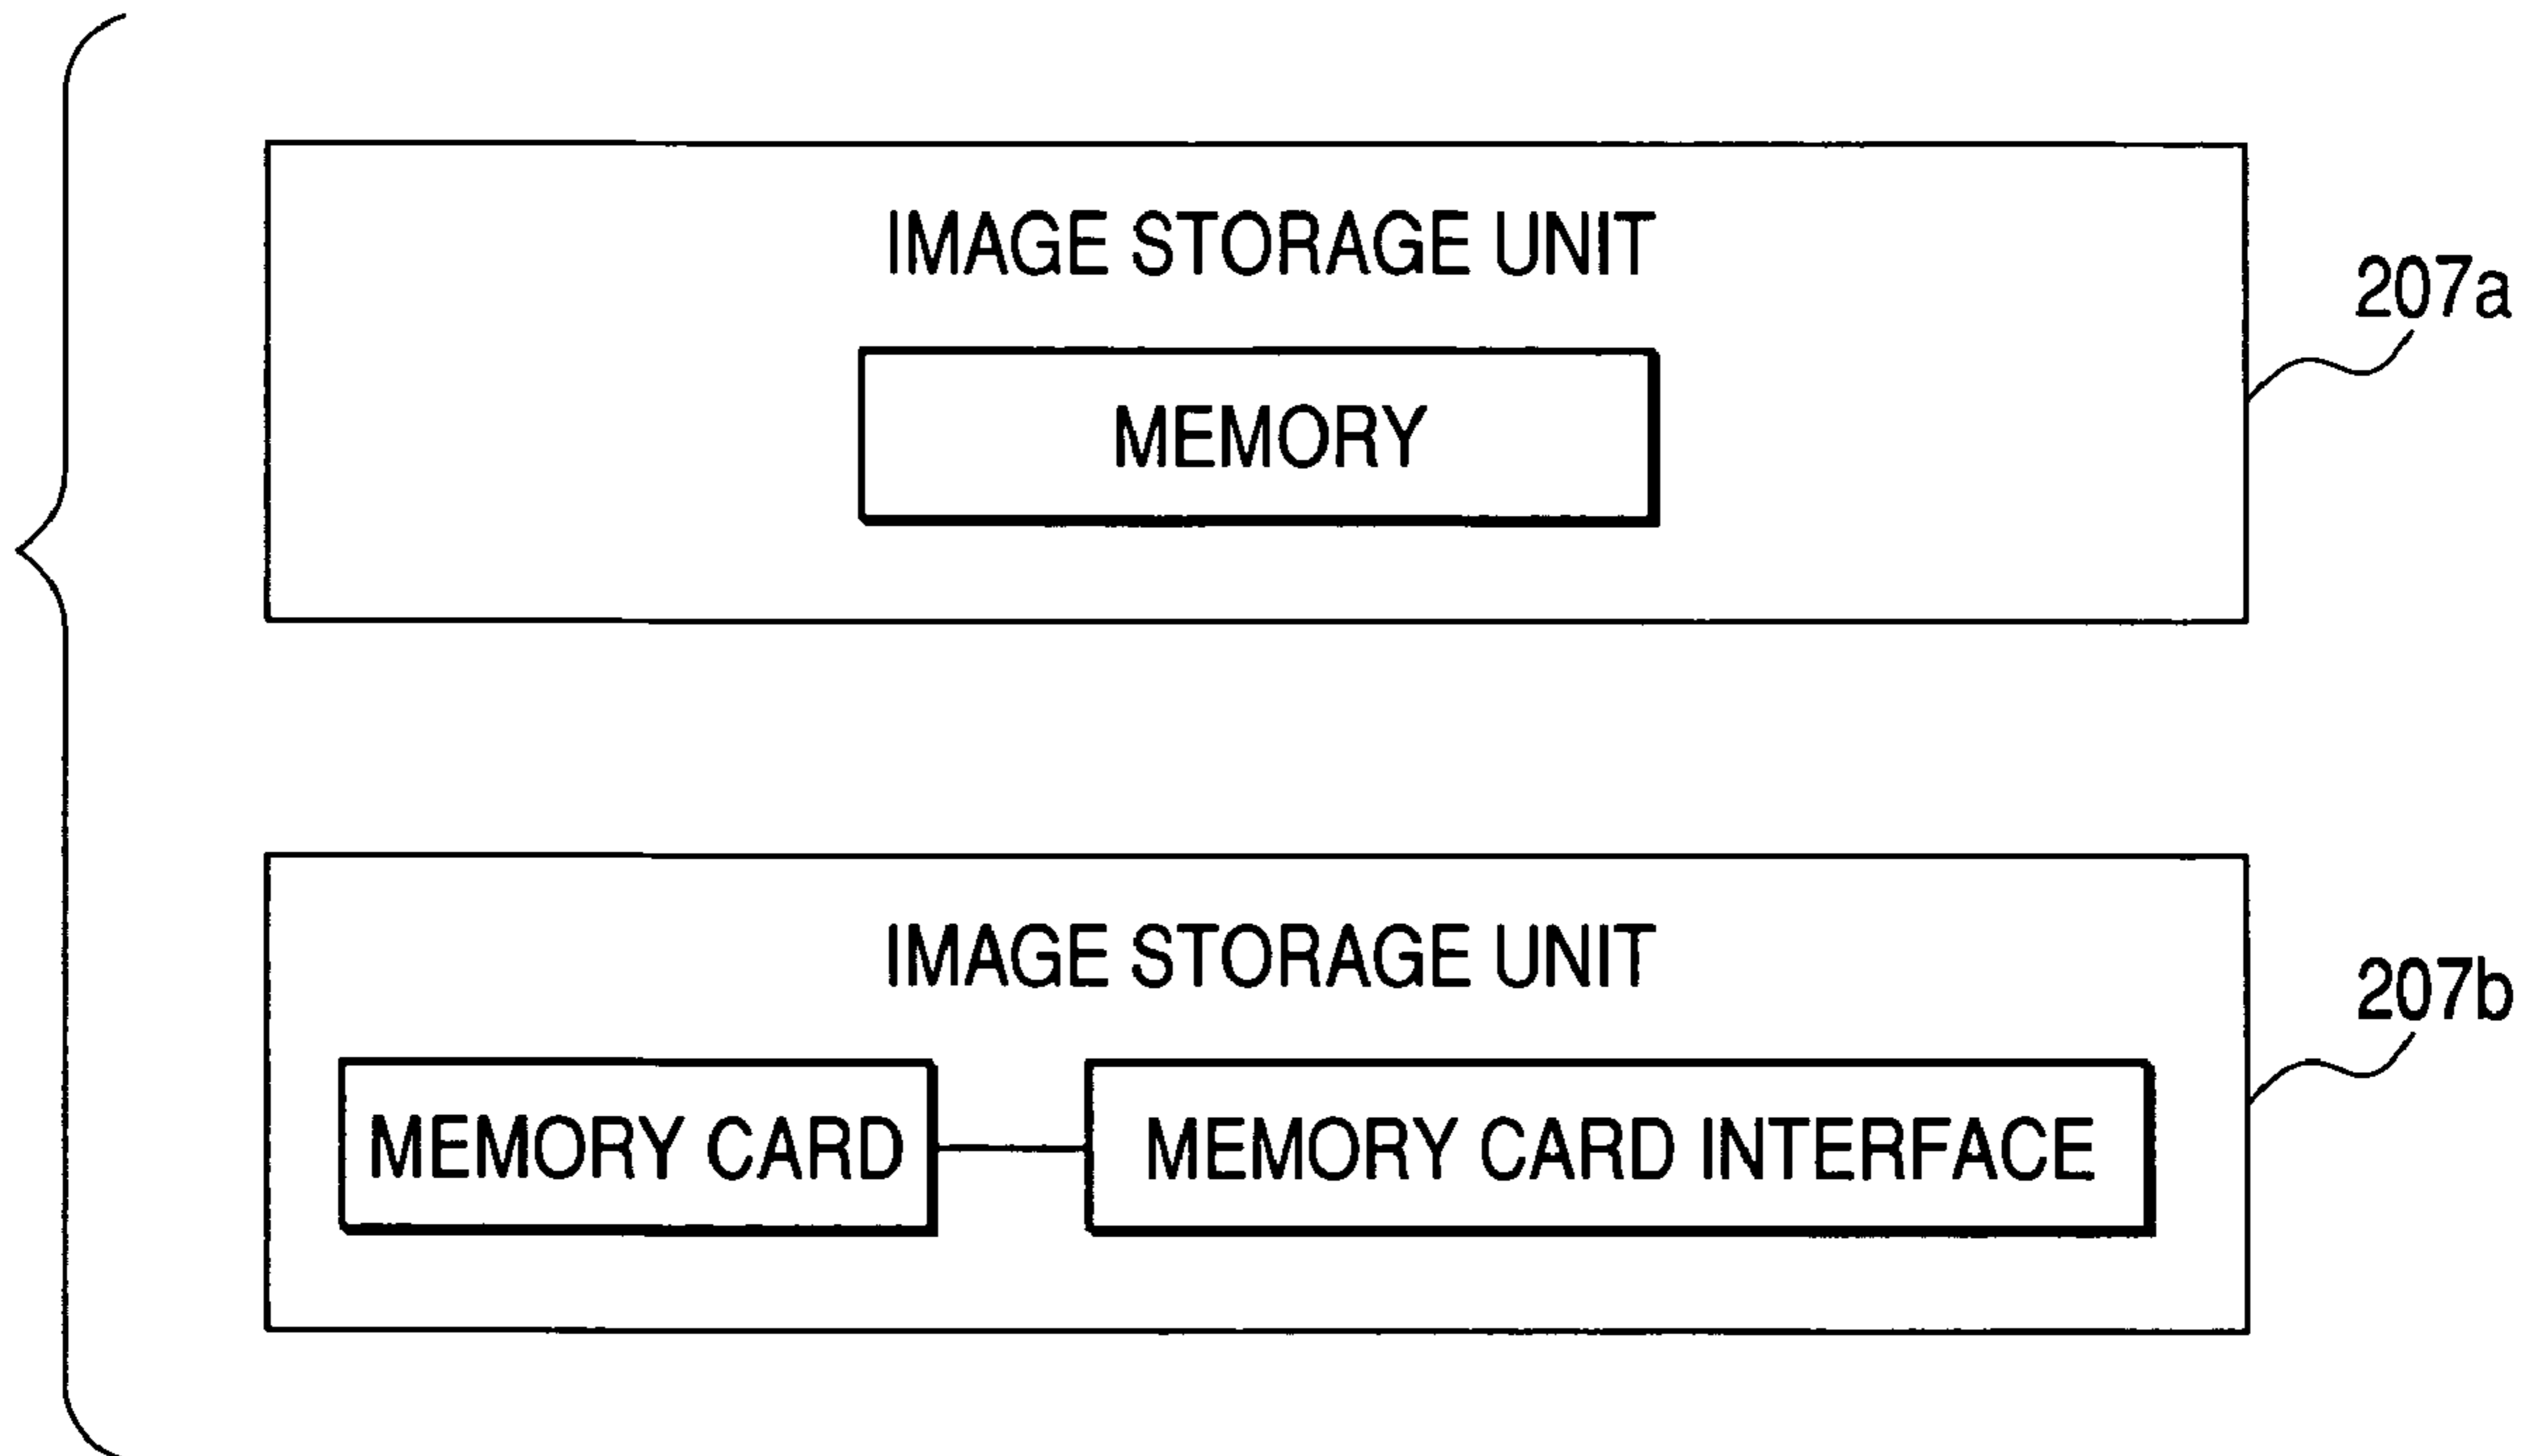 IMAGE STORAGE UNIT
207a
MEMORY
IMAGE STORAGE UNIT
207b
MEMORY CARD
MEMORY CARD INTERFACE